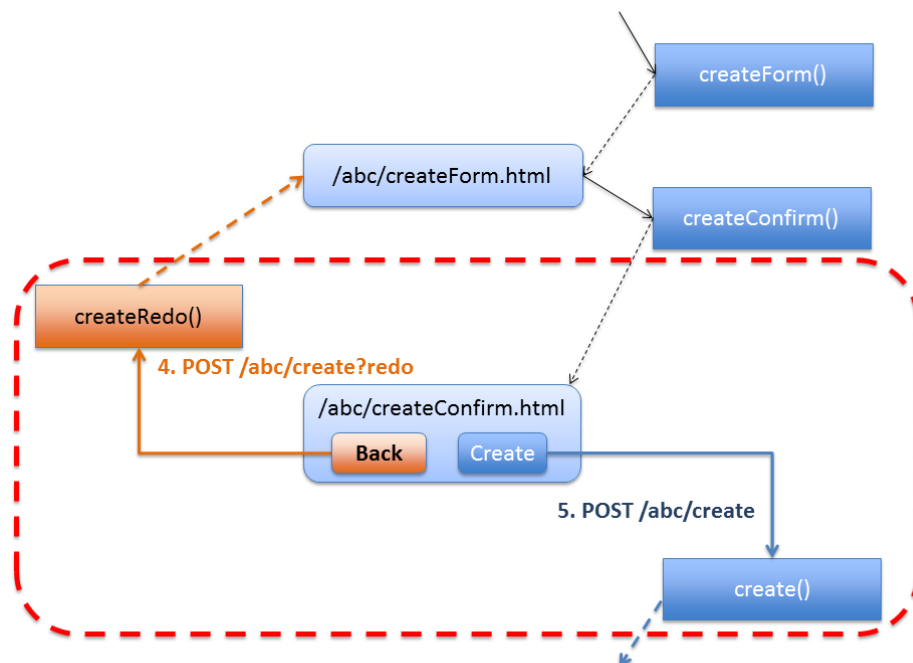 createForm()
/abc/createForm.html
createConfirm()
createRedo()
4. POST /abc/create?redo
/abc/createConfirm.html
Back
Create
5. POST /abc/create
create()